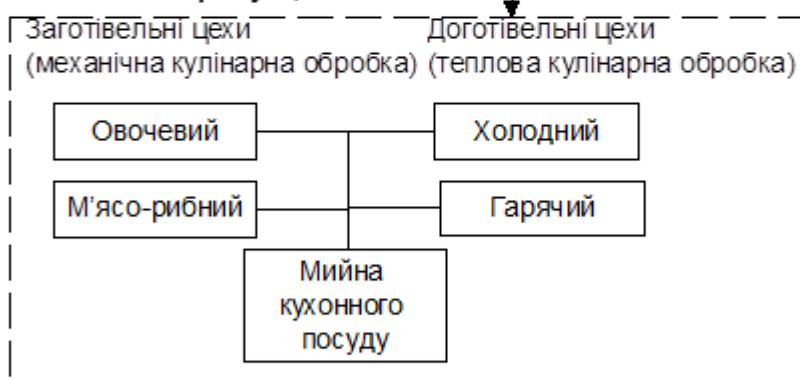 Заготівельні цехи
(механічна кулінарна обробка)
Доготівельні цехи
(теплова кулінарна обробка)
Овочевий
Холодний
М'ясо-рибний
Гарячий
Мийна
кухонного
посуду